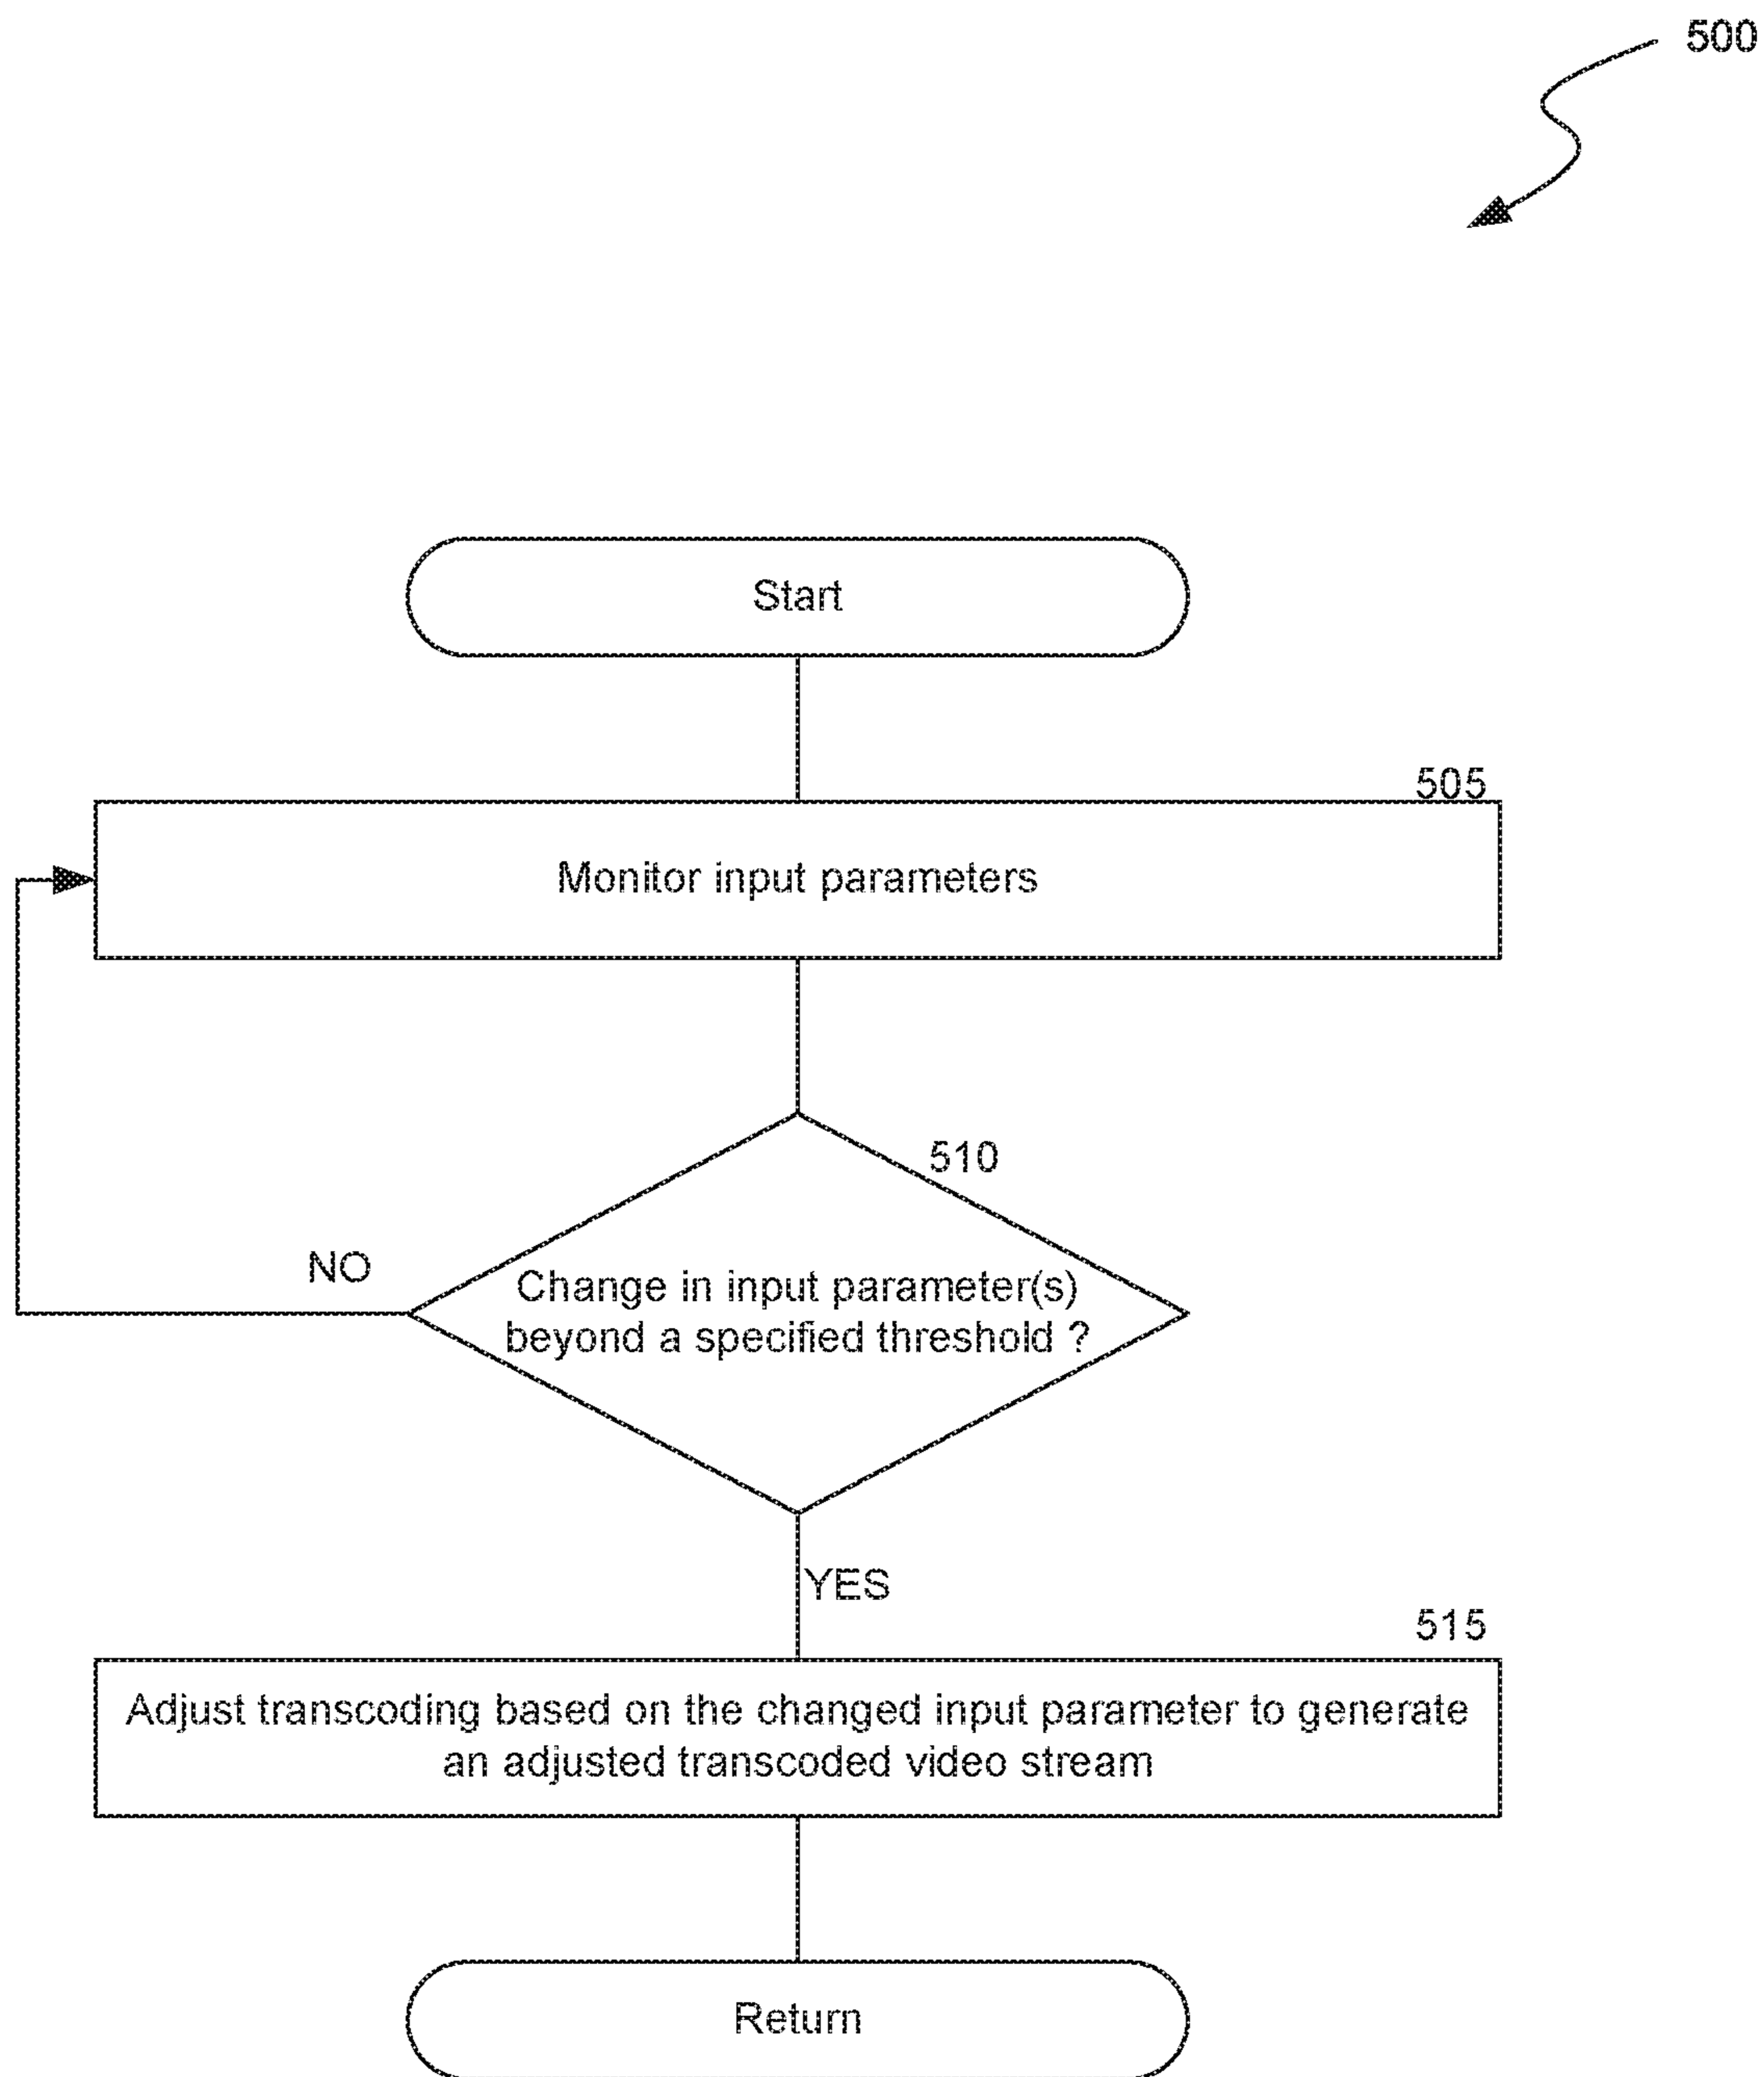 500
Start
505
Monitor input parameters
510
NO
Change in input parameter(s)
beyond a specified threshold ?
YES
515
Adjust transcoding based on the changed input parameter to generate
an adjusted transcoded video stream
Return